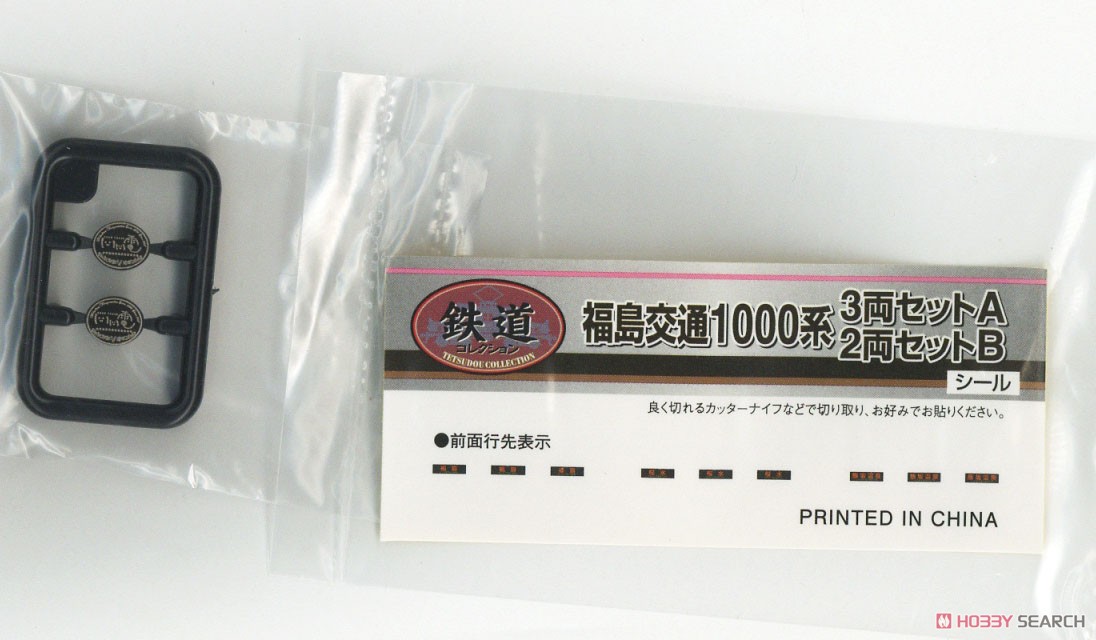 鉄道
コレクション
TETSUDOU COLLECTION
福島交通1000系
3両セットA
2両セットB
シール
良く切れるカッターナイフなどで切り取り、お好みでお貼りください。
●前面行先表示
PRINTED IN CHINA
HOBBY SEARCH